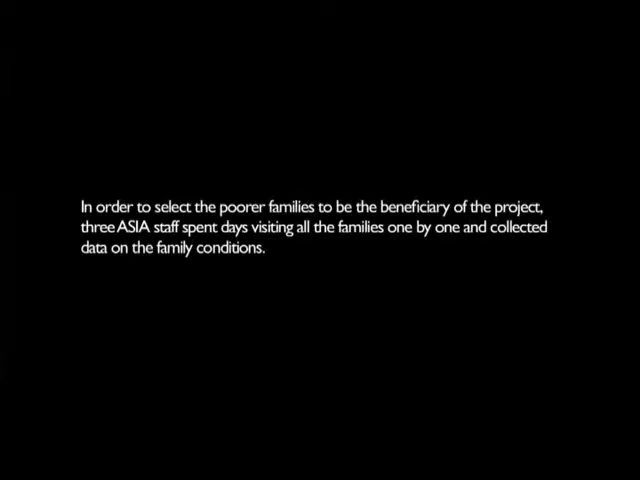 In order to select the poorer families to be the beneficiary of the project,
three ASIA staff spent days visiting all the families one by one and collected
data on the family conditions.